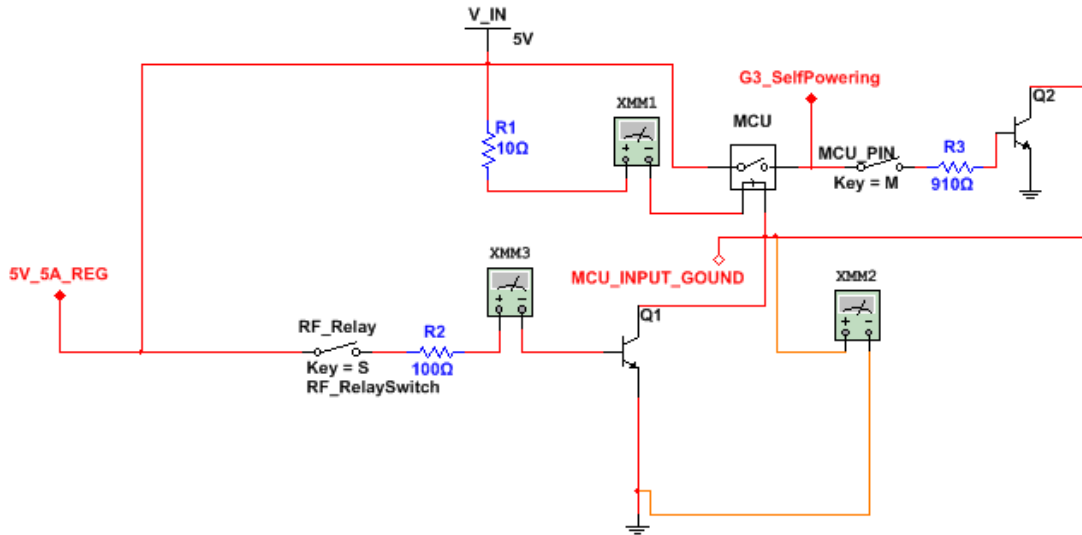 V_IN
5V
G3_SelfPowering
Q2
XMM1
R1
10Ω
MCU
MCU_PIN
R3
Key = M
910Ω
XMM3
5V_5A_REG
MCU_INPUT_GOUND
XMM2
Q1
RF_Relay
R2
Key = S
100Ω
RF_RelaySwitch